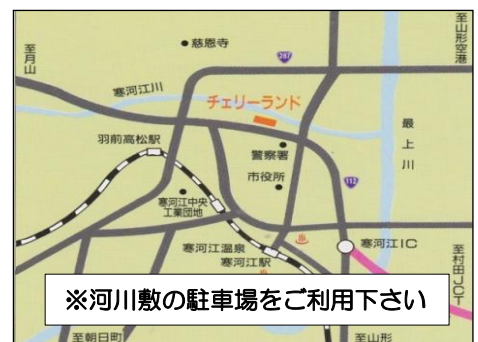 至山形空港
慈恩寺
287
至月山
寒河江川
チェリーランド
羽前高松駅
最上川
警察署
市役所
112
寒河江中央
工業団地
寒河江温泉
寒河江駅
寒河江IC
至村田JCT
※河川敷の駐車場をご利用下さい
至朝日町
至山形